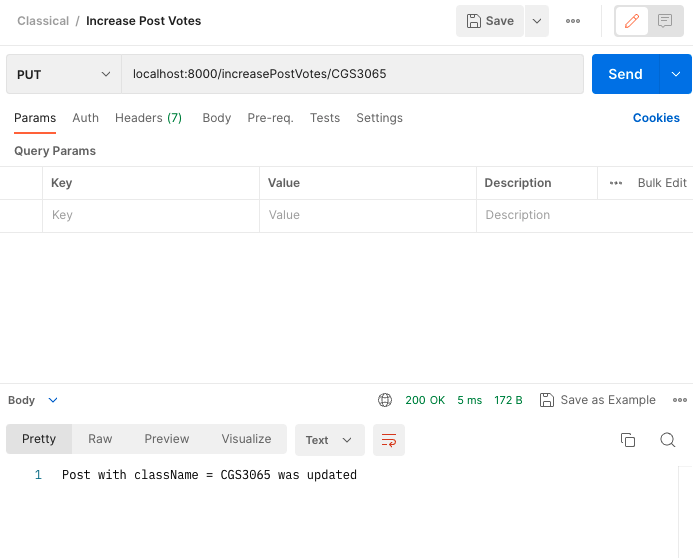 Classical / Increase Post Votes
Save
PUT
localhost:8000/increasePostVotes/CGS3065
Send
Params Auth Headers (7) Body Pre-req. Tests Settings Cookies
Query Params
Key Value Description Bulk Edit
Key Value Description
Body 200 OK 5 ms 172 B Save as Example
Pretty Raw Preview Visualize Text
1 Post with className = CGS3065 was updated